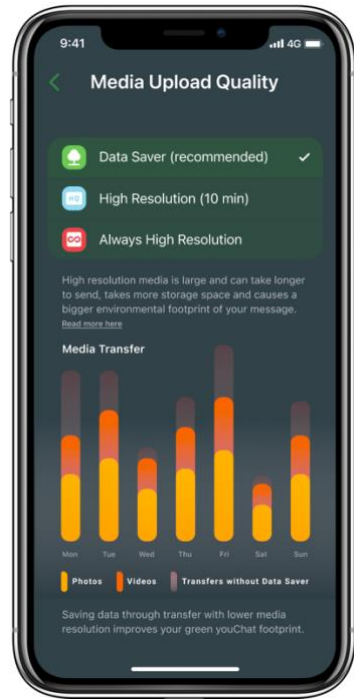 9:41
4G
Media Upload Quality
Data Saver (recommended)
HD
High Resolution (10 min)
Always High Resolution
High resolution media is large and can take longer
to send, takes more storage space and causes a
bigger environmental footprint of your message.
Read more here
Media Transfer
Mon Tue Wed Thu Fri Sat Sun
Photos Videos Transfers without Data Saver
Saving data through transfer with lower media
resolution improves your green youChat footprint.